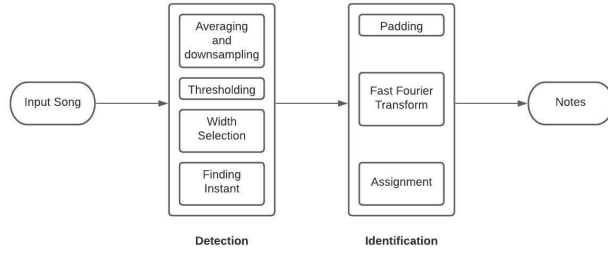 Input Song
Averaging
and
downsampling
Thresholding
Width
Selection
Finding
Instant
Detection
Padding
Fast Fourier
Transform
Assignment
Identification
Notes